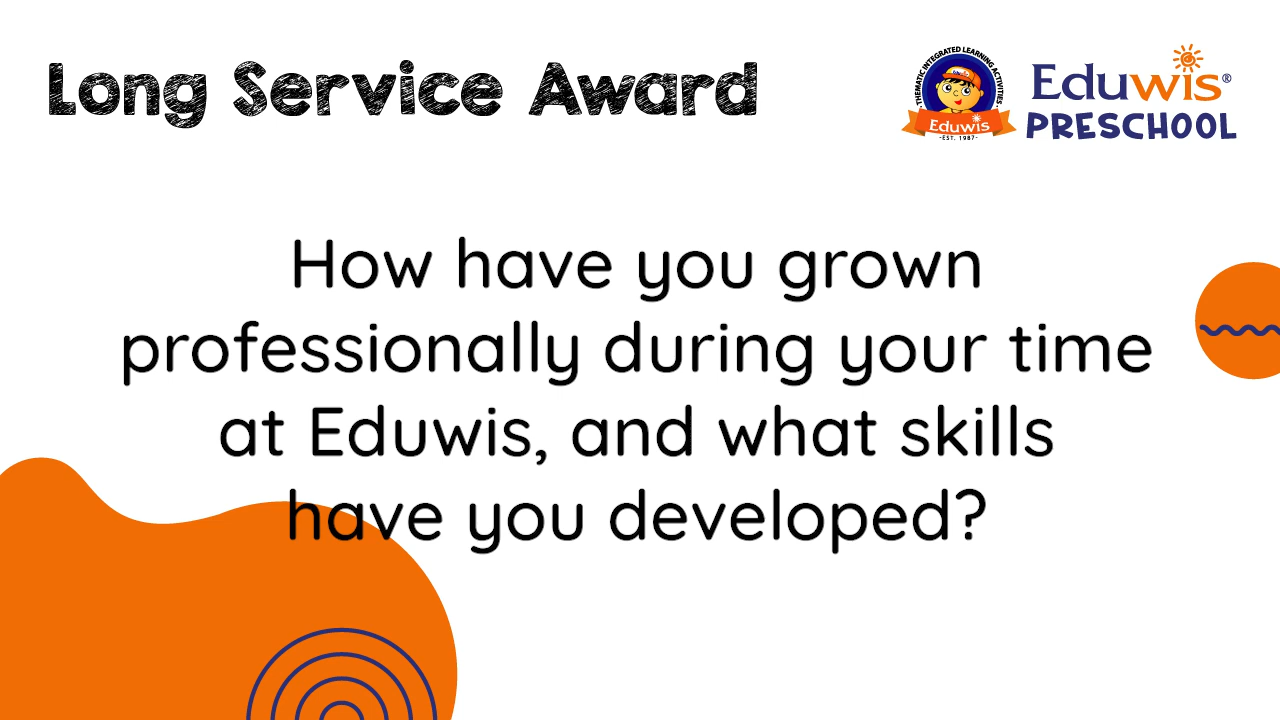 Long Service Award
THEMATIC INTEGRATED LEARNING ACTIVITIES
Eduwis
-EST. 1987-
Eduwis®
PRESCHOOL
How have you grown
professionally during your time
at Eduwis, and what skills
have you developed?